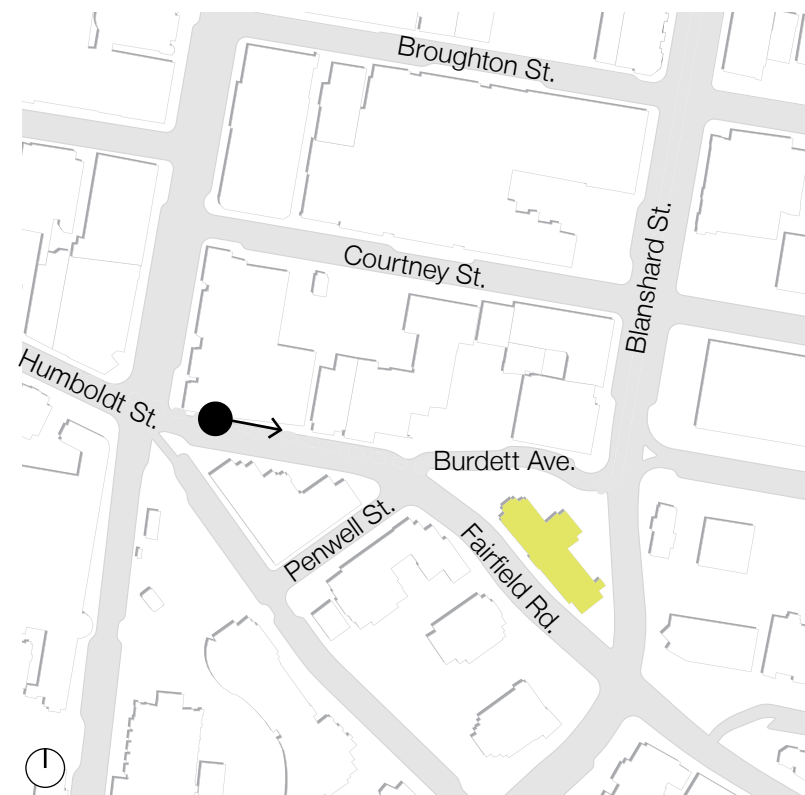 Broughton St.
Courtney St.
Blanshard St.
Humboldt St.
Burdett Ave.
Penwell St.
Fairfield Rd.